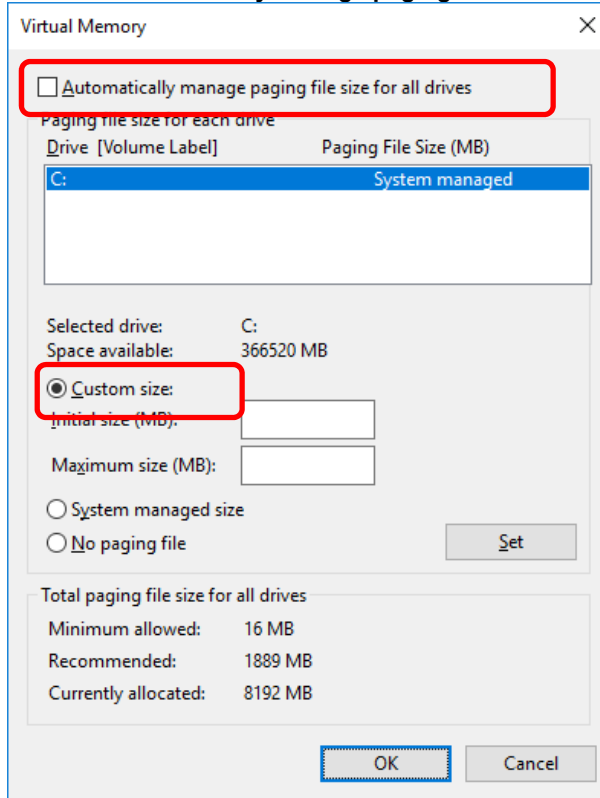 Virtual Memory
Automatically manage paging file size for all drives
Paging file size for each drive
Drive [Volume Label] Paging File Size (MB)
C: System managed
Selected drive: C:
Space available: 366520 MB
Custom size:
Initial size (MB):
Maximum size (MB):
System managed size
No paging file Set
Total paging file size for all drives
Minimum allowed: 16 MB
Recommended: 1889 MB
Currently allocated: 8192 MB
OK Cancel